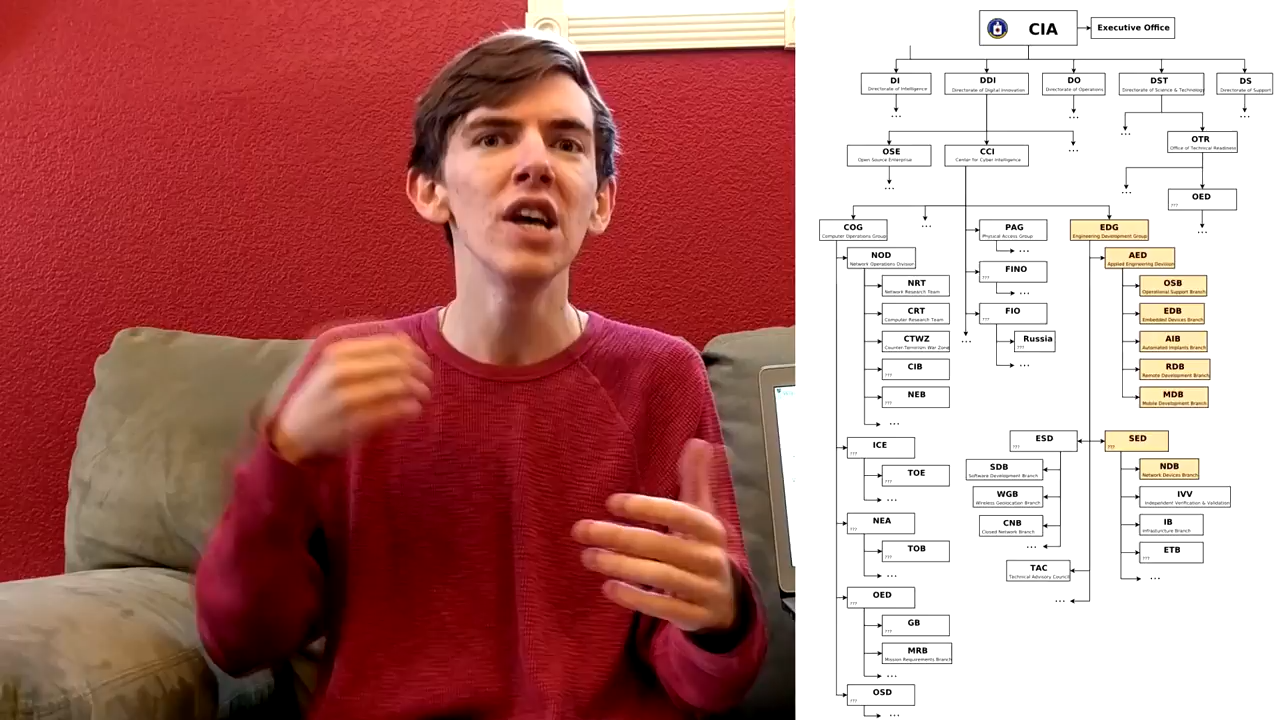 CIA
Executive Office
DI
Directorate of Intelligence
DDI
Directorate of Digital Innovation
DO
Directorate of Operations
DST
Directorate of Science & Technology
DS
Directorate of Support
...
...
...
...
OTR
Office of Technical Readiness
OSE
Open Source Enterprise
CCI
Center for Cyber Intelligence
...
...
...
OED
???
...
COG
Computer Operations Group
...
PAG
Physical Access Group
...
EDG
Engineering Development Group
NOD
Network Operations Division
NRT
Network Research Team
CRT
Computer Research Team
CTWZ
Counter-Terrorism War Zone
CIB
???
NEB
...
FINO
???
...
FIO
???
Russia
???
...
...
AED
Applied Engineering Devision
OSB
Operational Support Branch
EDB
Embedded Devices Branch
AIB
Automated Implants Branch
RDB
Remote Development Branch
MDB
Mobile Development Branch
ICE
???
TOE
???
...
NEA
???
TOB
???
...
OED
???
GB
???
MRB
Mission Requirements Branch
...
OSD
???
...
ESD
???
SDB
Software Development Branch
WGB
Wireless Geolocation Branch
CNB
Closed Network Branch
...
TAC
Technical Advisory Council
...
SED
???
NDB
Network Devices Branch
IVV
Independent Verification & Validation
IB
Infrasturcture Branch
ETB
???
...